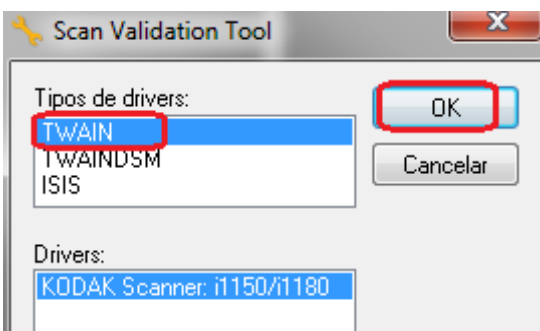 Scan Validation Tool
Tipos de drivers:
TWAIN
TWAINDSM
ISIS
OK
Cancelar
Drivers:
KODAK Scanner: i1150/i1180